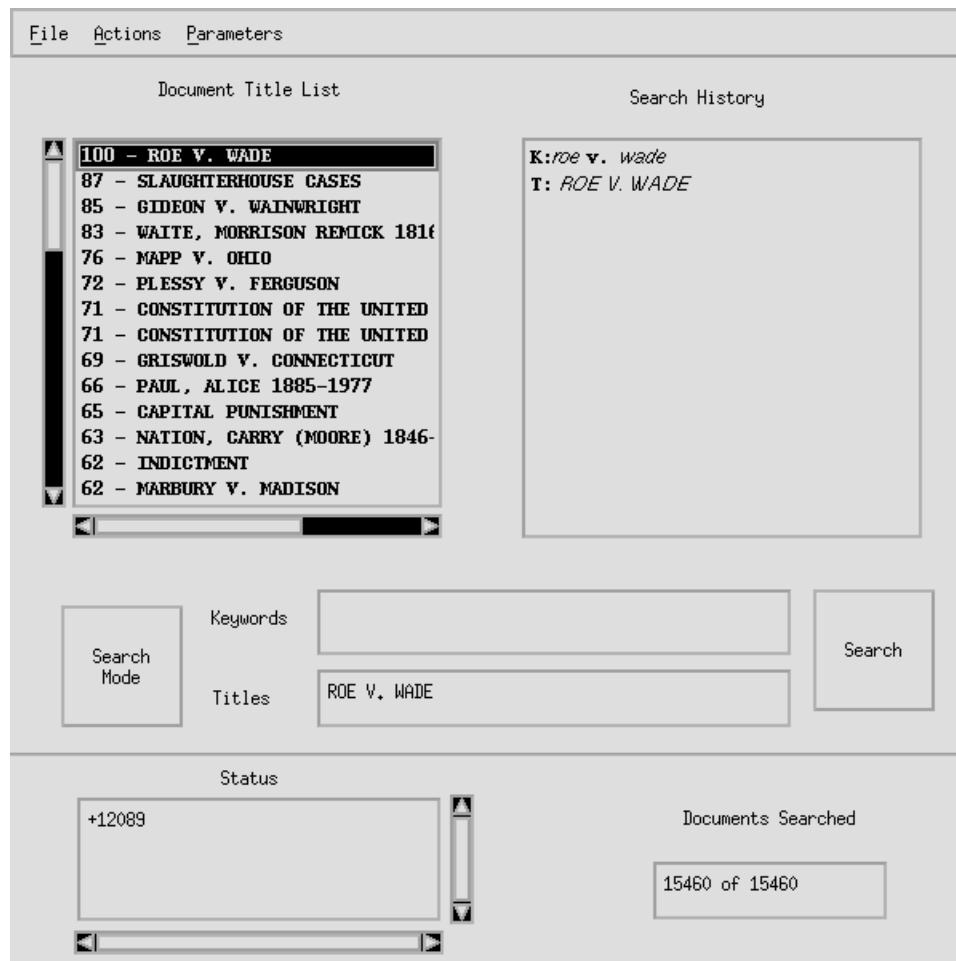 File Actions Parameters
Document Title List
Search History
100 - ROE V. WADE
87 - SLAUGHTERHOUSE CASES
85 - GIDEON V. WAINWRIGHT
83 - WAITE, MORRISON REMICK 1816
76 - MAPP V. OHIO
72 - PLESSY V. FERGUSON
71 - CONSTITUTION OF THE UNITED
71 - CONSTITUTION OF THE UNITED
69 - GRISWOLD V. CONNECTICUT
66 - PAUL, ALICE 1885-1977
65 - CAPITAL PUNISHMENT
63 - NATION, CARRY (MOORE) 1846-
62 - INDICTMENT
62 - MARBURY V. MADISON
K:roe v. wade
T: ROE V. WADE
Search
Mode
Keywords
Titles
ROE V. WADE
Search
Status
+12089
Documents Searched
15460 of 15460